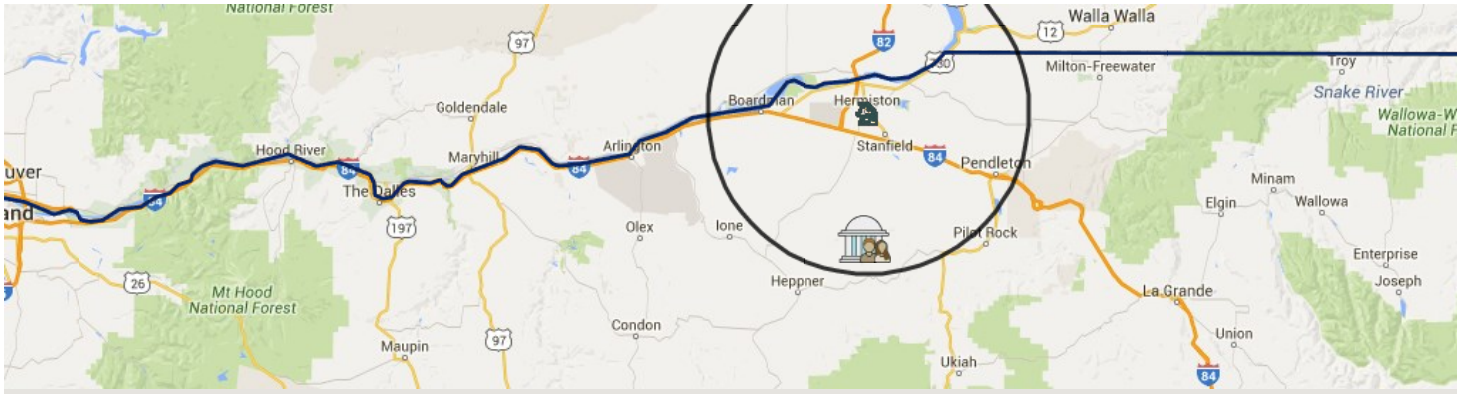 National Forest
97
82
12
Walla Walla
730
Milton-Freewater
Troy
Snake River
Wallowa-W
National F
Goldendale
Boardman
Hermiston
Hood River
84
Maryhill
84
Arlington
Stanfield
84
Pendleton
uver
84
The Dalles
and
197
Olex
Ione
Pilot Rock
Elgin
Minam
Wallowa
26
Mt Hood
National Forest
Heppner
Enterprise
Joseph
La Grande
Condon
97
Maupin
Union
Ukiah
84